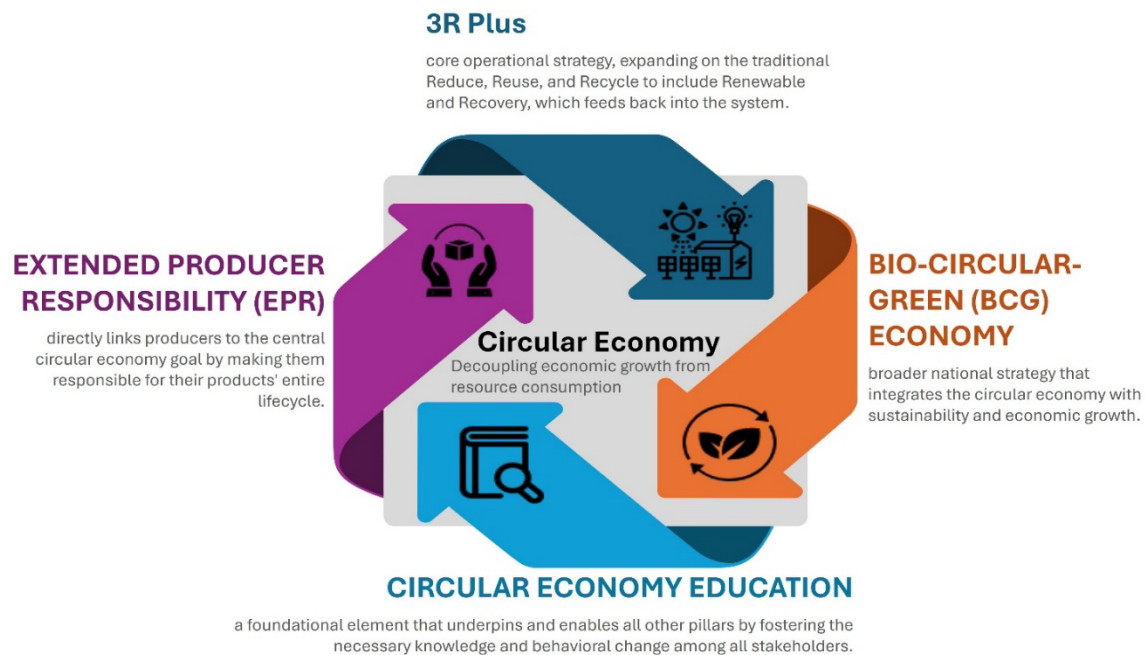 3R Plus
core operational strategy, expanding on the traditional
Reduce, Reuse, and Recycle to include Renewable
and Recovery, which feeds back into the system.
EXTENDED PRODUCER
RESPONSIBILITY (EPR)
directly links producers to the central
circular economy goal by making them
responsible for their products' entire
lifecycle.
BIO-CIRCULAR-
GREEN (BCG)
ECONOMY
broader national strategy that
integrates the circular economy with
sustainability and economic growth.
Circular Economy
Decoupling economic growth from
resource consumption
CIRCULAR ECONOMY EDUCATION
a foundational element that underpins and enables all other pillars by fostering the
necessary knowledge and behavioral change among all stakeholders.